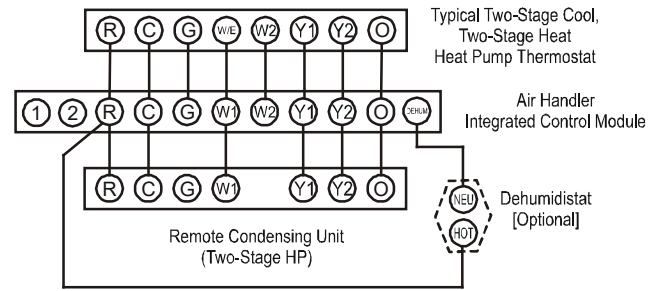 R C G W/E W2 Y1 Y2 O
Typical Two-Stage Cool,
Two-Stage Heat
Heat Pump Thermostat
1 2 R C G W1 W2 Y1 Y2 O DEHUM
Air Handler
Integrated Control Module
R C G W1 Y1 Y2 O
Remote Condensing Unit
(Two-Stage HP)
NEU
HOT
Dehumidistat
[Optional]